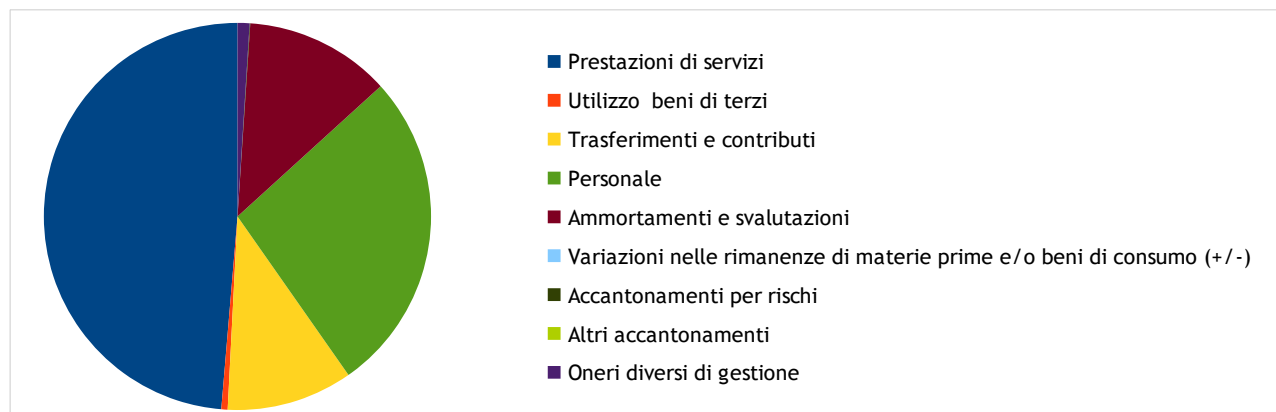 Prestazioni di servizi
Utilizzo beni di terzi
Trasferimenti e contributi
Personale
Ammortamenti e svalutazioni
Variazioni nelle rimanenze di materie prime e/o beni di consumo (+/-)
Accantonamenti per rischi
Altri accantonamenti
Oneri diversi di gestione